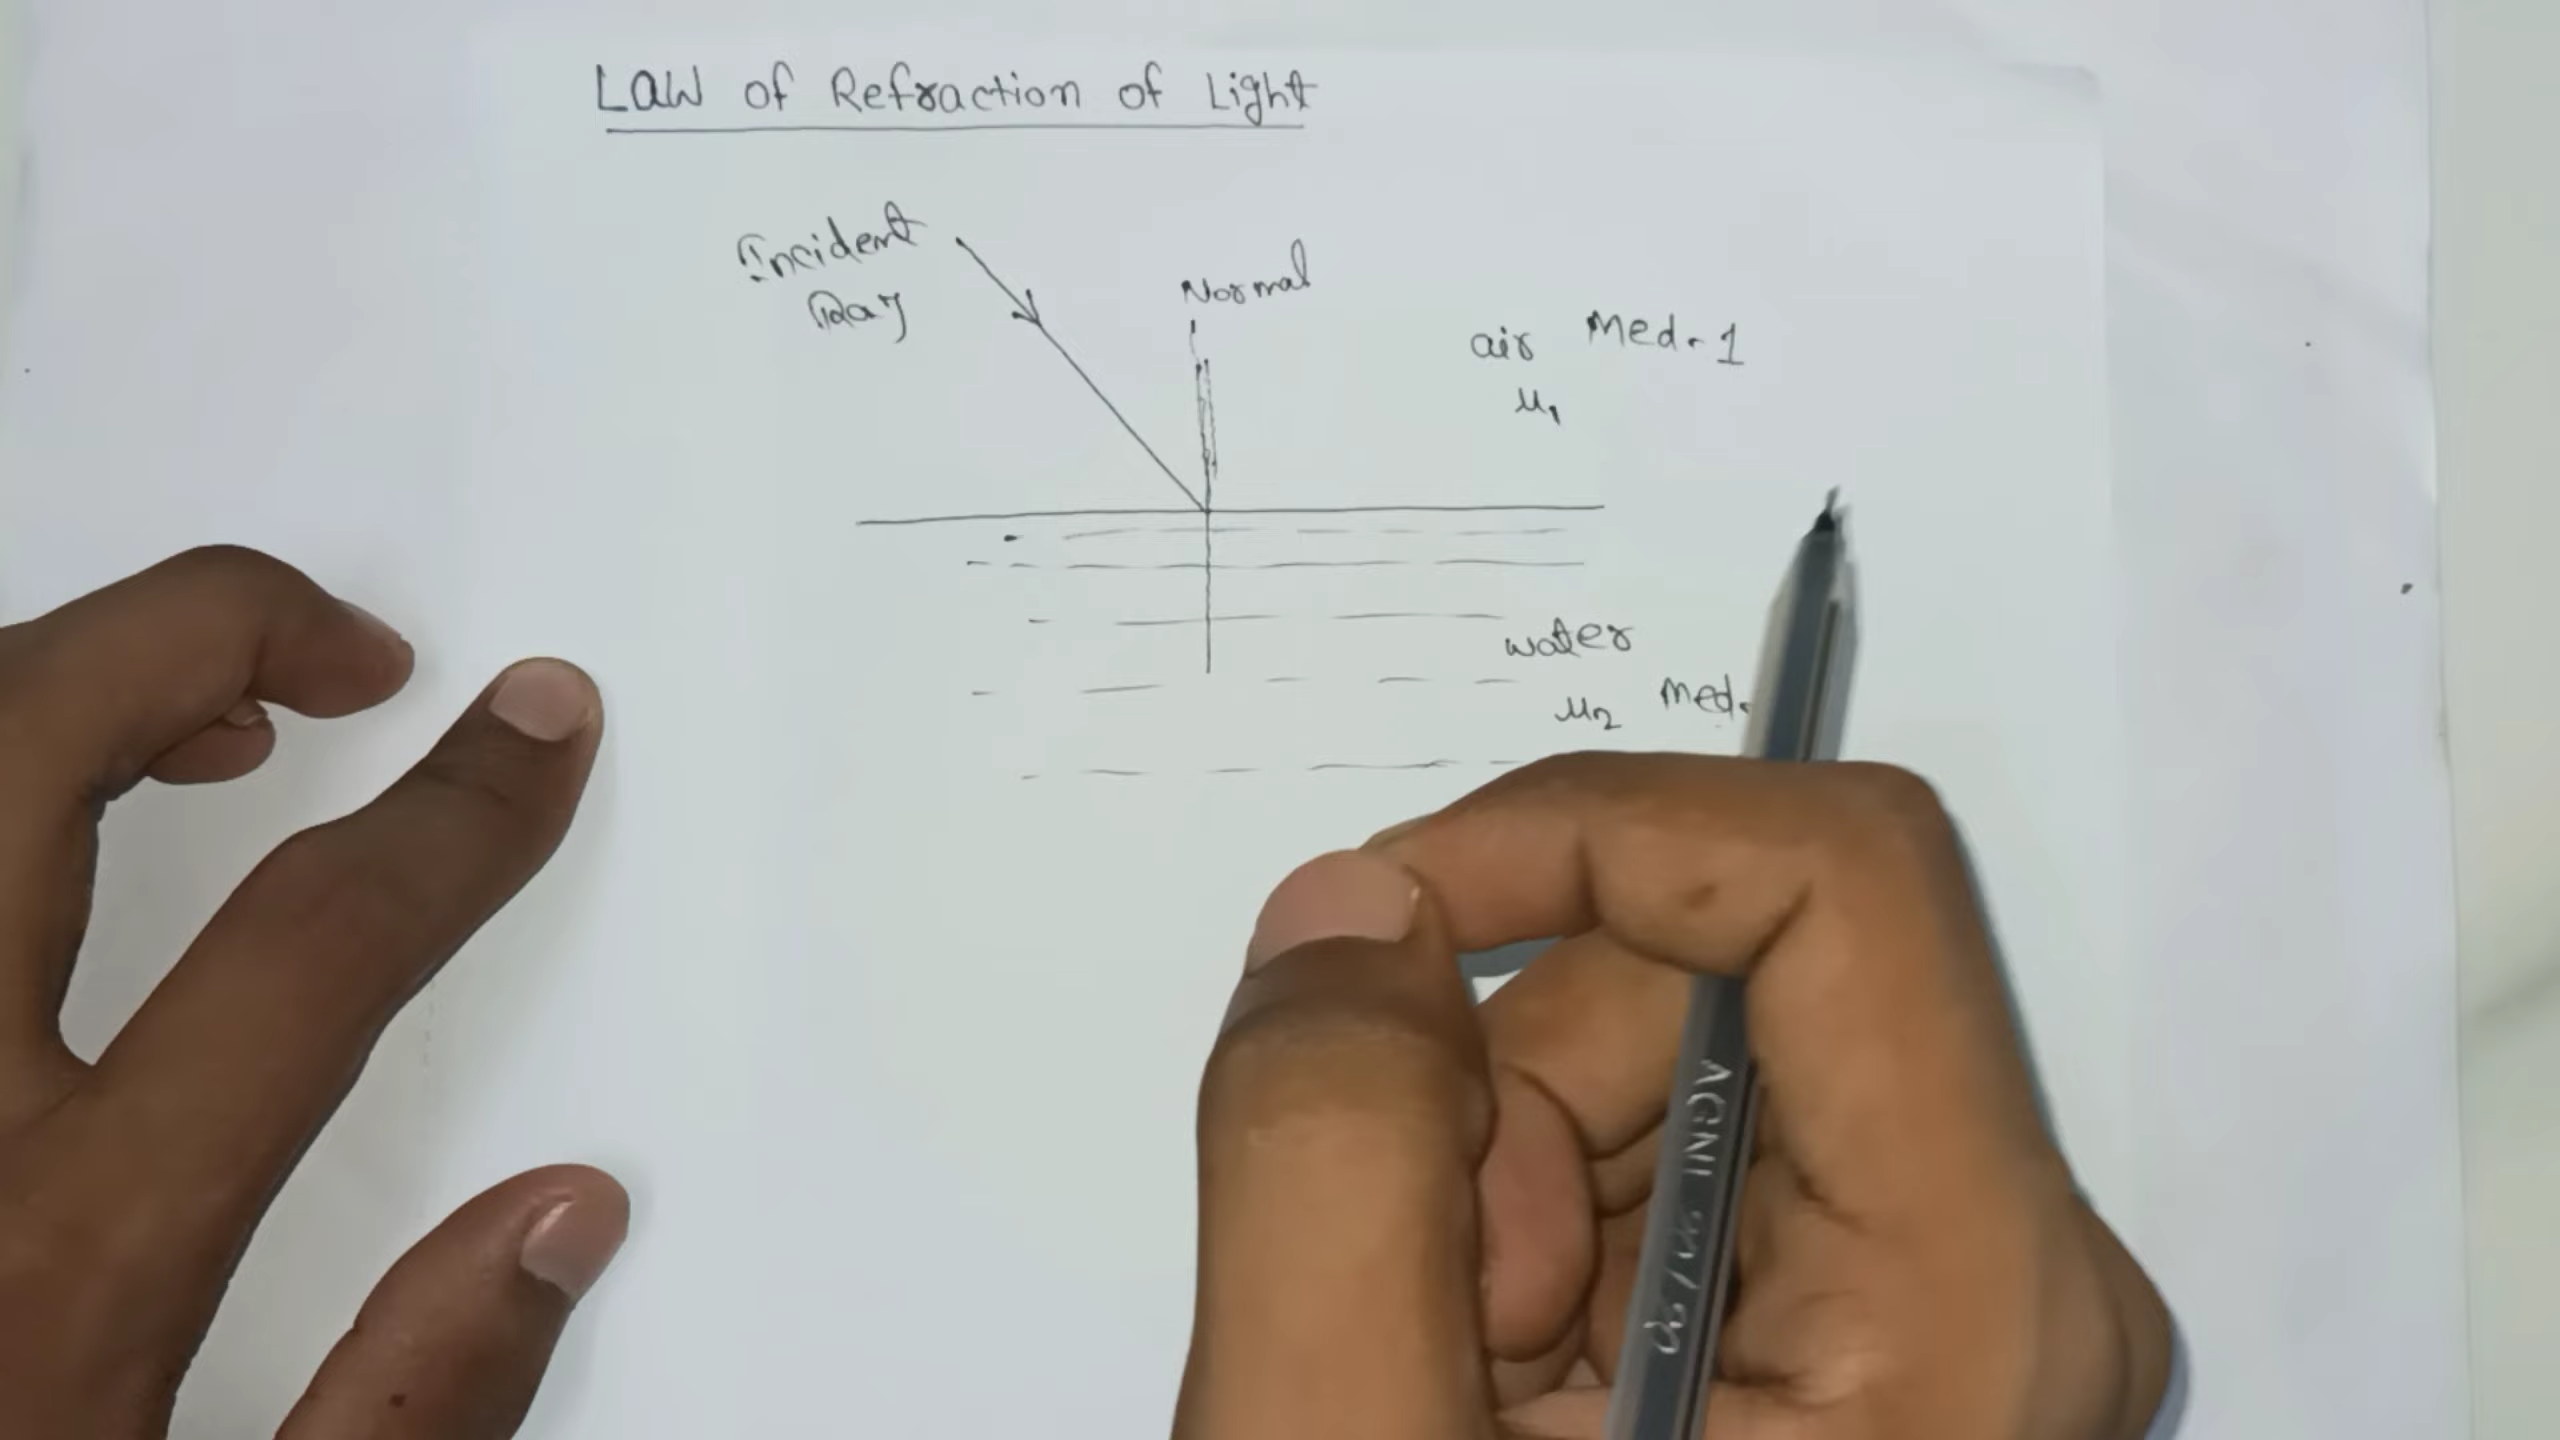 Law of Refraction of Light
Incident
Ray
Normal
air Med. 1
μ₁
water
μ₂ Med.
AGNI